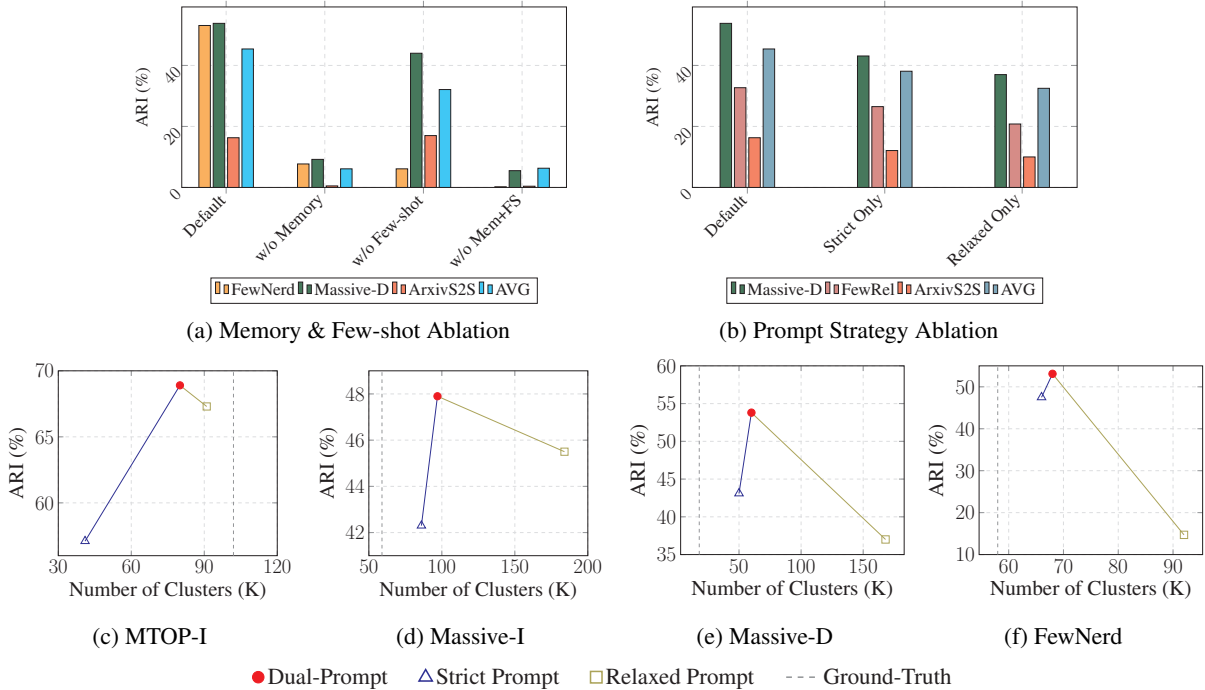 ARI (%)
40
20
0
Default
w/o Memory
w/o Few-shot
w/o Mem+FS
FewNerd Massive-D ArxivS2S AVG
(a) Memory & Few-shot Ablation
ARI (%)
40
20
0
Default
Strict Only
Relaxed Only
Massive-D FewRel ArxivS2S AVG
(b) Prompt Strategy Ablation
ARI (%)
70
65
60
30 60 90 120
Number of Clusters (K)
(c) MTOP-I
ARI (%)
48
46
44
42
50 100 150 200
Number of Clusters (K)
(d) Massive-I
ARI (%)
60
55
50
45
40
35
50 100 150
Number of Clusters (K)
(e) Massive-D
ARI (%)
50
40
30
20
10
60 70 80 90
Number of Clusters (K)
(f) FewNerd
Dual-Prompt Strict Prompt Relaxed Prompt Ground-Truth